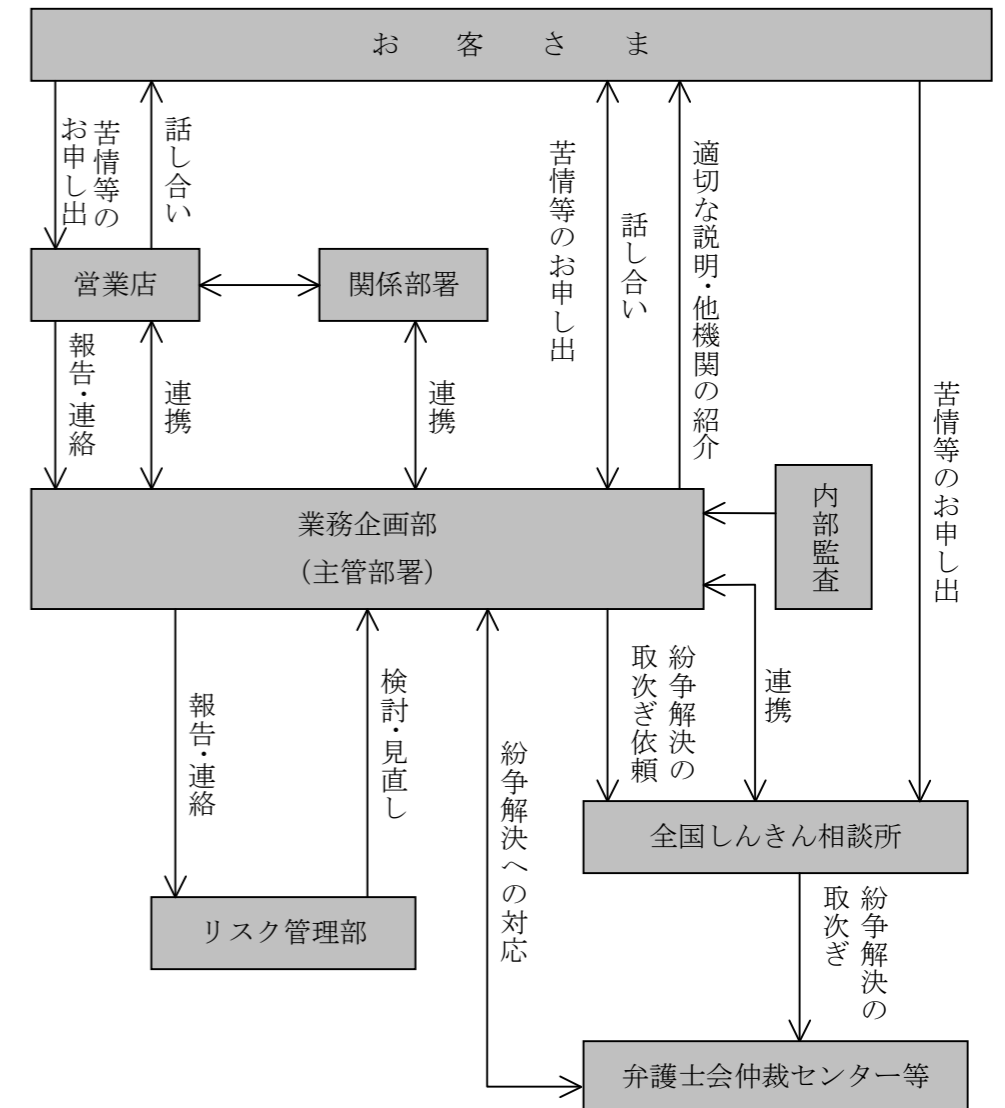 お　客　さ　ま
苦情等の
お申し出
話し合い
苦情等のお申し出
話し合い
適切な説明・他機関の紹介
苦情等のお申し出
営業店
関係部署
報告・連絡
連携
連携
業務企画部
（主管部署）
内部監査
報告・連絡
検討・見直し
紛争解決への対応
紛争解決の
取次ぎ依頼
連携
全国しんきん相談所
リスク管理部
紛争解決の
取次ぎ
弁護士会仲裁センター等